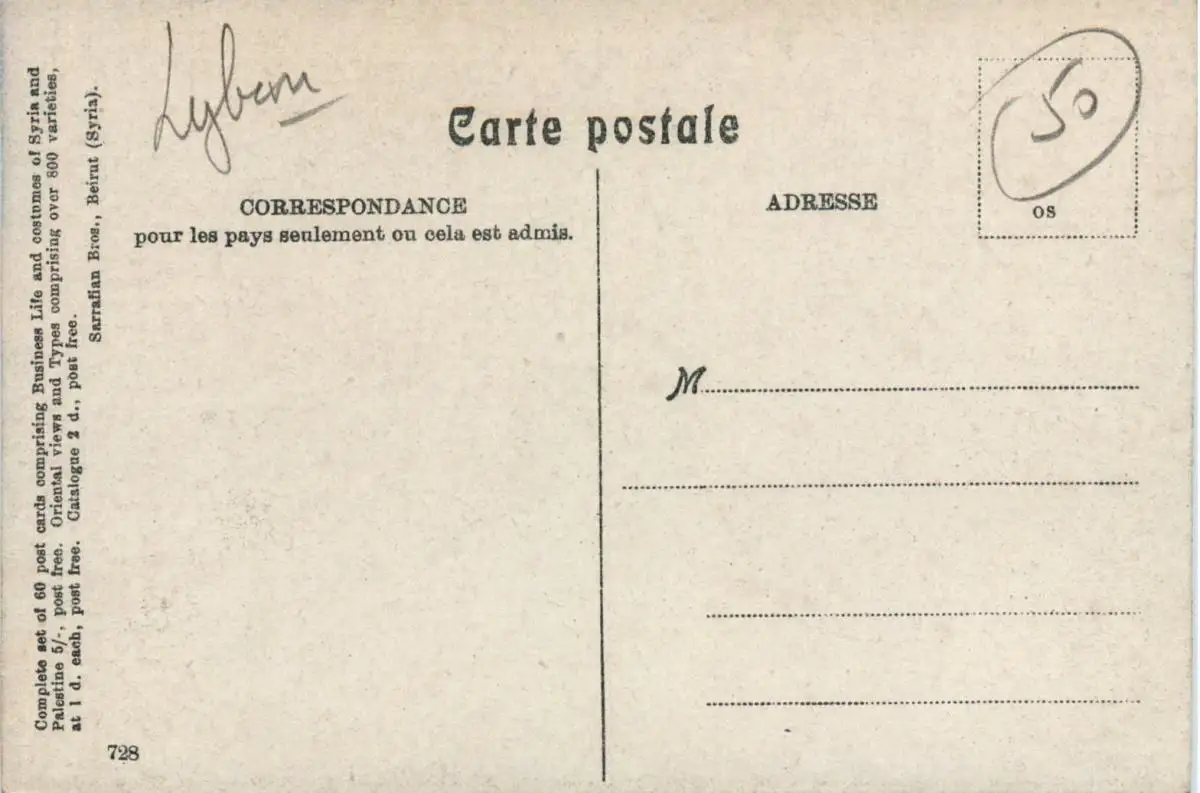 Complete set of 60 post cards comprising Business Life and costumes of Syria and
Palestine 5/-, post free. Oriental views and Types comprising over 800 varieties,
at 1 d. each, post free. Catalogue 2 d., post free.
Sarrafian Bros., Beirut (Syria).
Carte postale
50
CORRESPONDANCE
pour les pays seulement ou cela est admis.
ADRESSE
OS
M
728